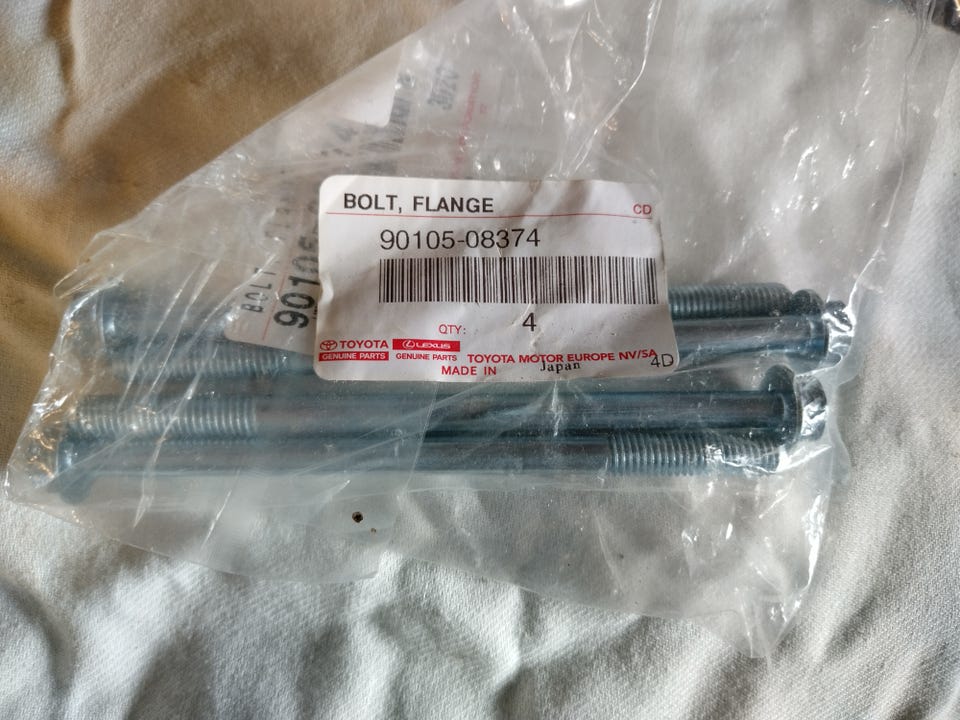 BOLT, FLANGE
CD
90105-08374
QTY: 4
TOYOTA LEXUS
GENUINE PARTS GENUINE PARTS
TOYOTA MOTOR EUROPE NV/SA
MADE IN Japan 4D
BOLT